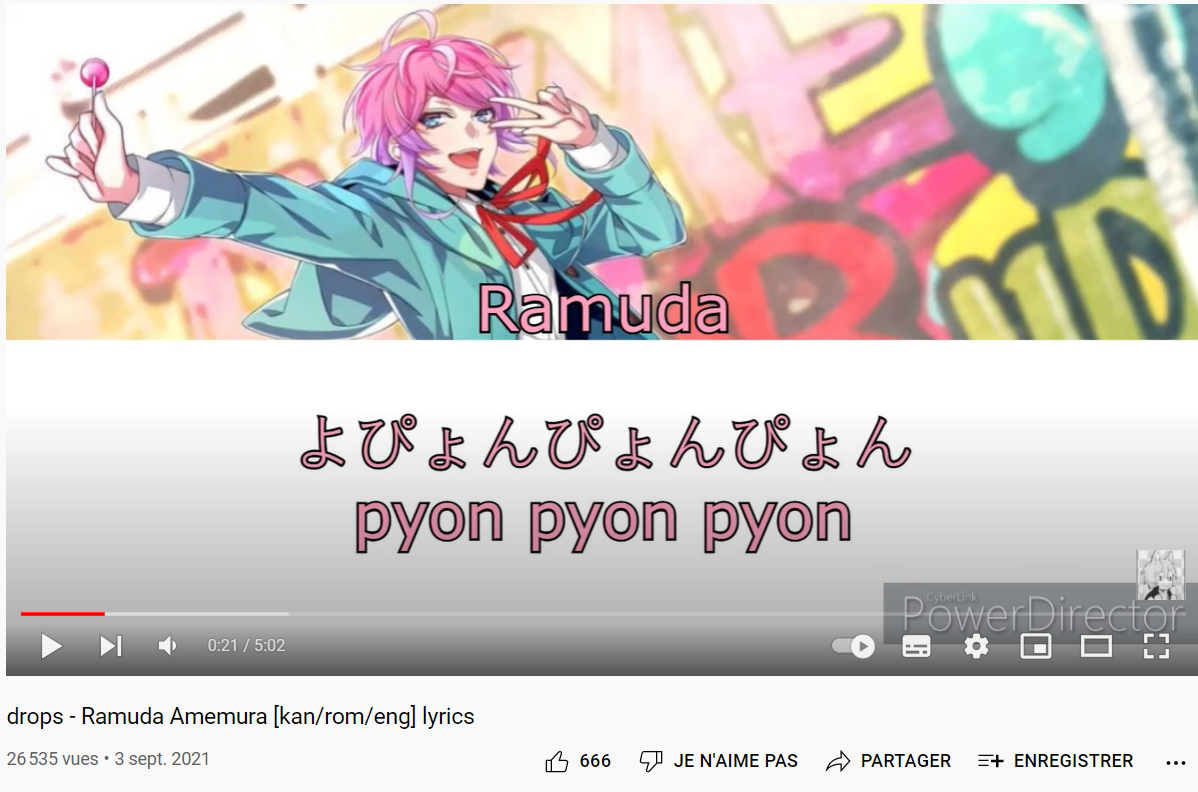 Ramuda
よぴょんぴょんぴょん
pyon pyon pyon
CyberLink
PowerDirector
0:21 / 5:02
drops - Ramuda Amemura [kan/rom/eng] lyrics
26 535 vues • 3 sept. 2021
666 JE N'AIME PAS PARTAGER ENREGISTRER